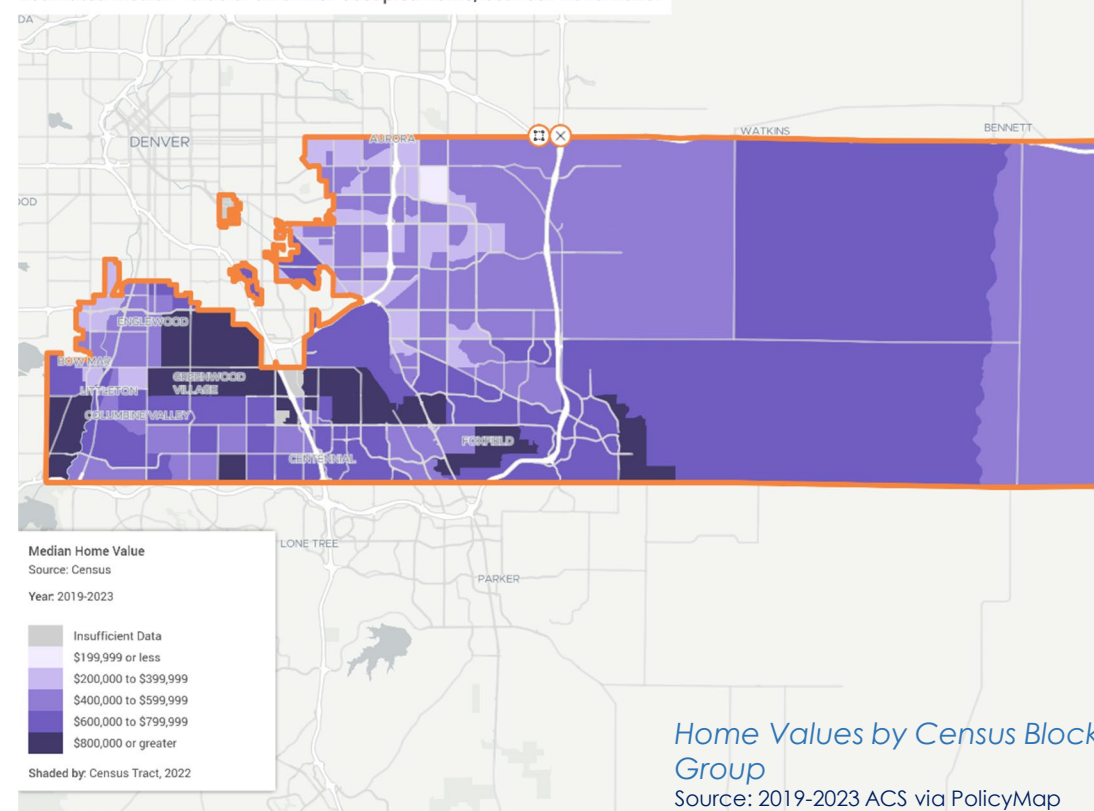 DA
DENVER
AURORA
WATKINS
BENNETT
OOD
ENGLEWOOD
BOW MAR
GREENWOOD
VILLAGE
LITTLETON
COLUMBINE VALLEY
FOXFIELD
CENTENNIAL
LONE TREE
PARKER
Median Home Value
Source: Census
Year: 2019-2023
Insufficient Data
$199,999 or less
$200,000 to $399,999
$400,000 to $599,999
$600,000 to $799,999
$800,000 or greater
Shaded by: Census Tract, 2022
Home Values by Census Block
Group
Source: 2019-2023 ACS via PolicyMap